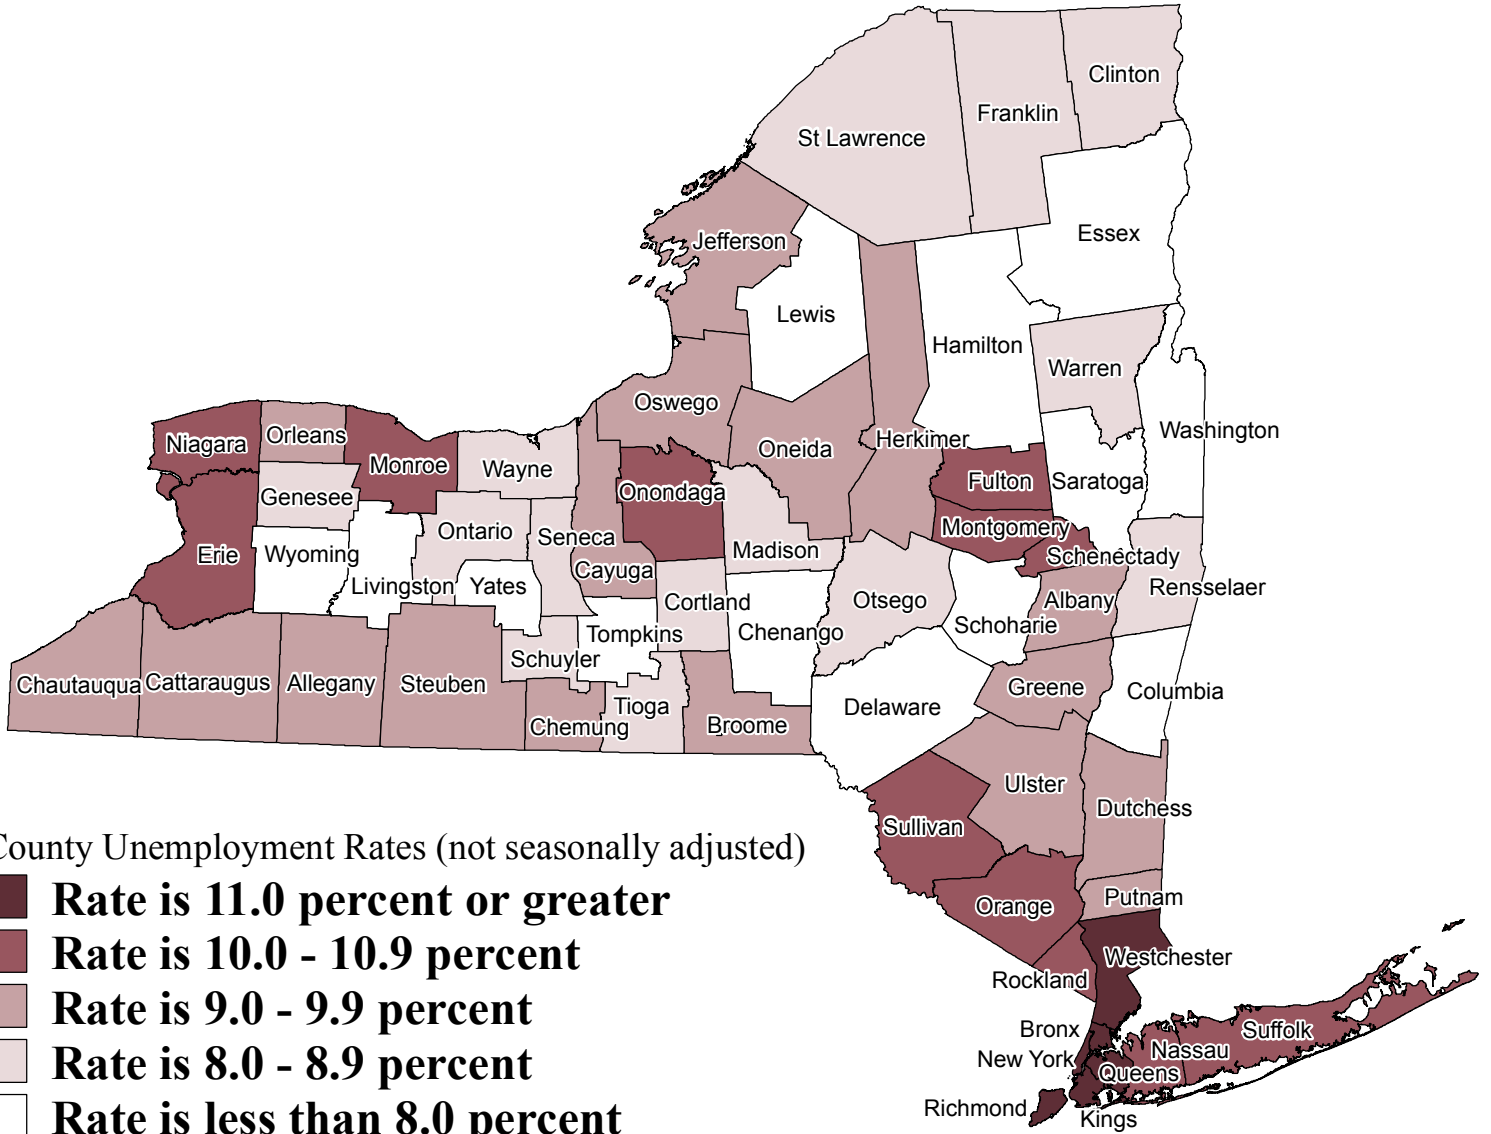 Clinton
Franklin
St Lawrence
Essex
Jefferson
Lewis
Hamilton
Warren
Oswego
Washington
Herkimer
Oneida
Niagara
Orleans
Monroe
Wayne
Fulton
Saratoga
Onondaga
Genesee
Montgomery
Ontario
Seneca
Madison
Schenectady
Erie
Wyoming
Cayuga
Rensselaer
Livingston
Yates
Cortland
Otsego
Albany
Schoharie
Tompkins
Chenango
Schuyler
Chautauqua
Cattaraugus
Allegany
Steuben
Greene
Columbia
Tioga
Delaware
Chemung
Broome
Ulster
Dutchess
Sullivan
Putnam
Orange
Westchester
Rockland
Bronx
Suffolk
New York
Nassau
Queens
Richmond
Kings
County Unemployment Rates (not seasonally adjusted)
Rate is 11.0 percent or greater
Rate is 10.0 - 10.9 percent
Rate is 9.0 - 9.9 percent
Rate is 8.0 - 8.9 percent
Rate is less than 8.0 percent